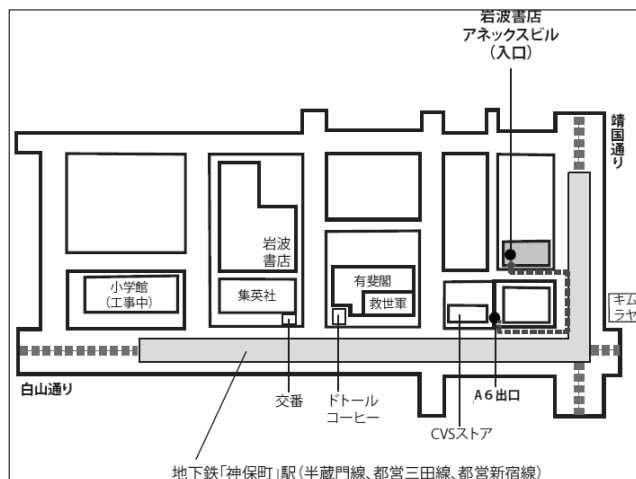 岩波書店
アネックスビル
（入口）
靖国通り
岩波
書店
小学館
（工事中）
集英社
有斐閣
救世軍
キム
ラヤ
白山通り
交番
ドトール
コーヒー
A6出口
CVSストア
地下鉄「神保町」駅（半蔵門線、都営三田線、都営新宿線）